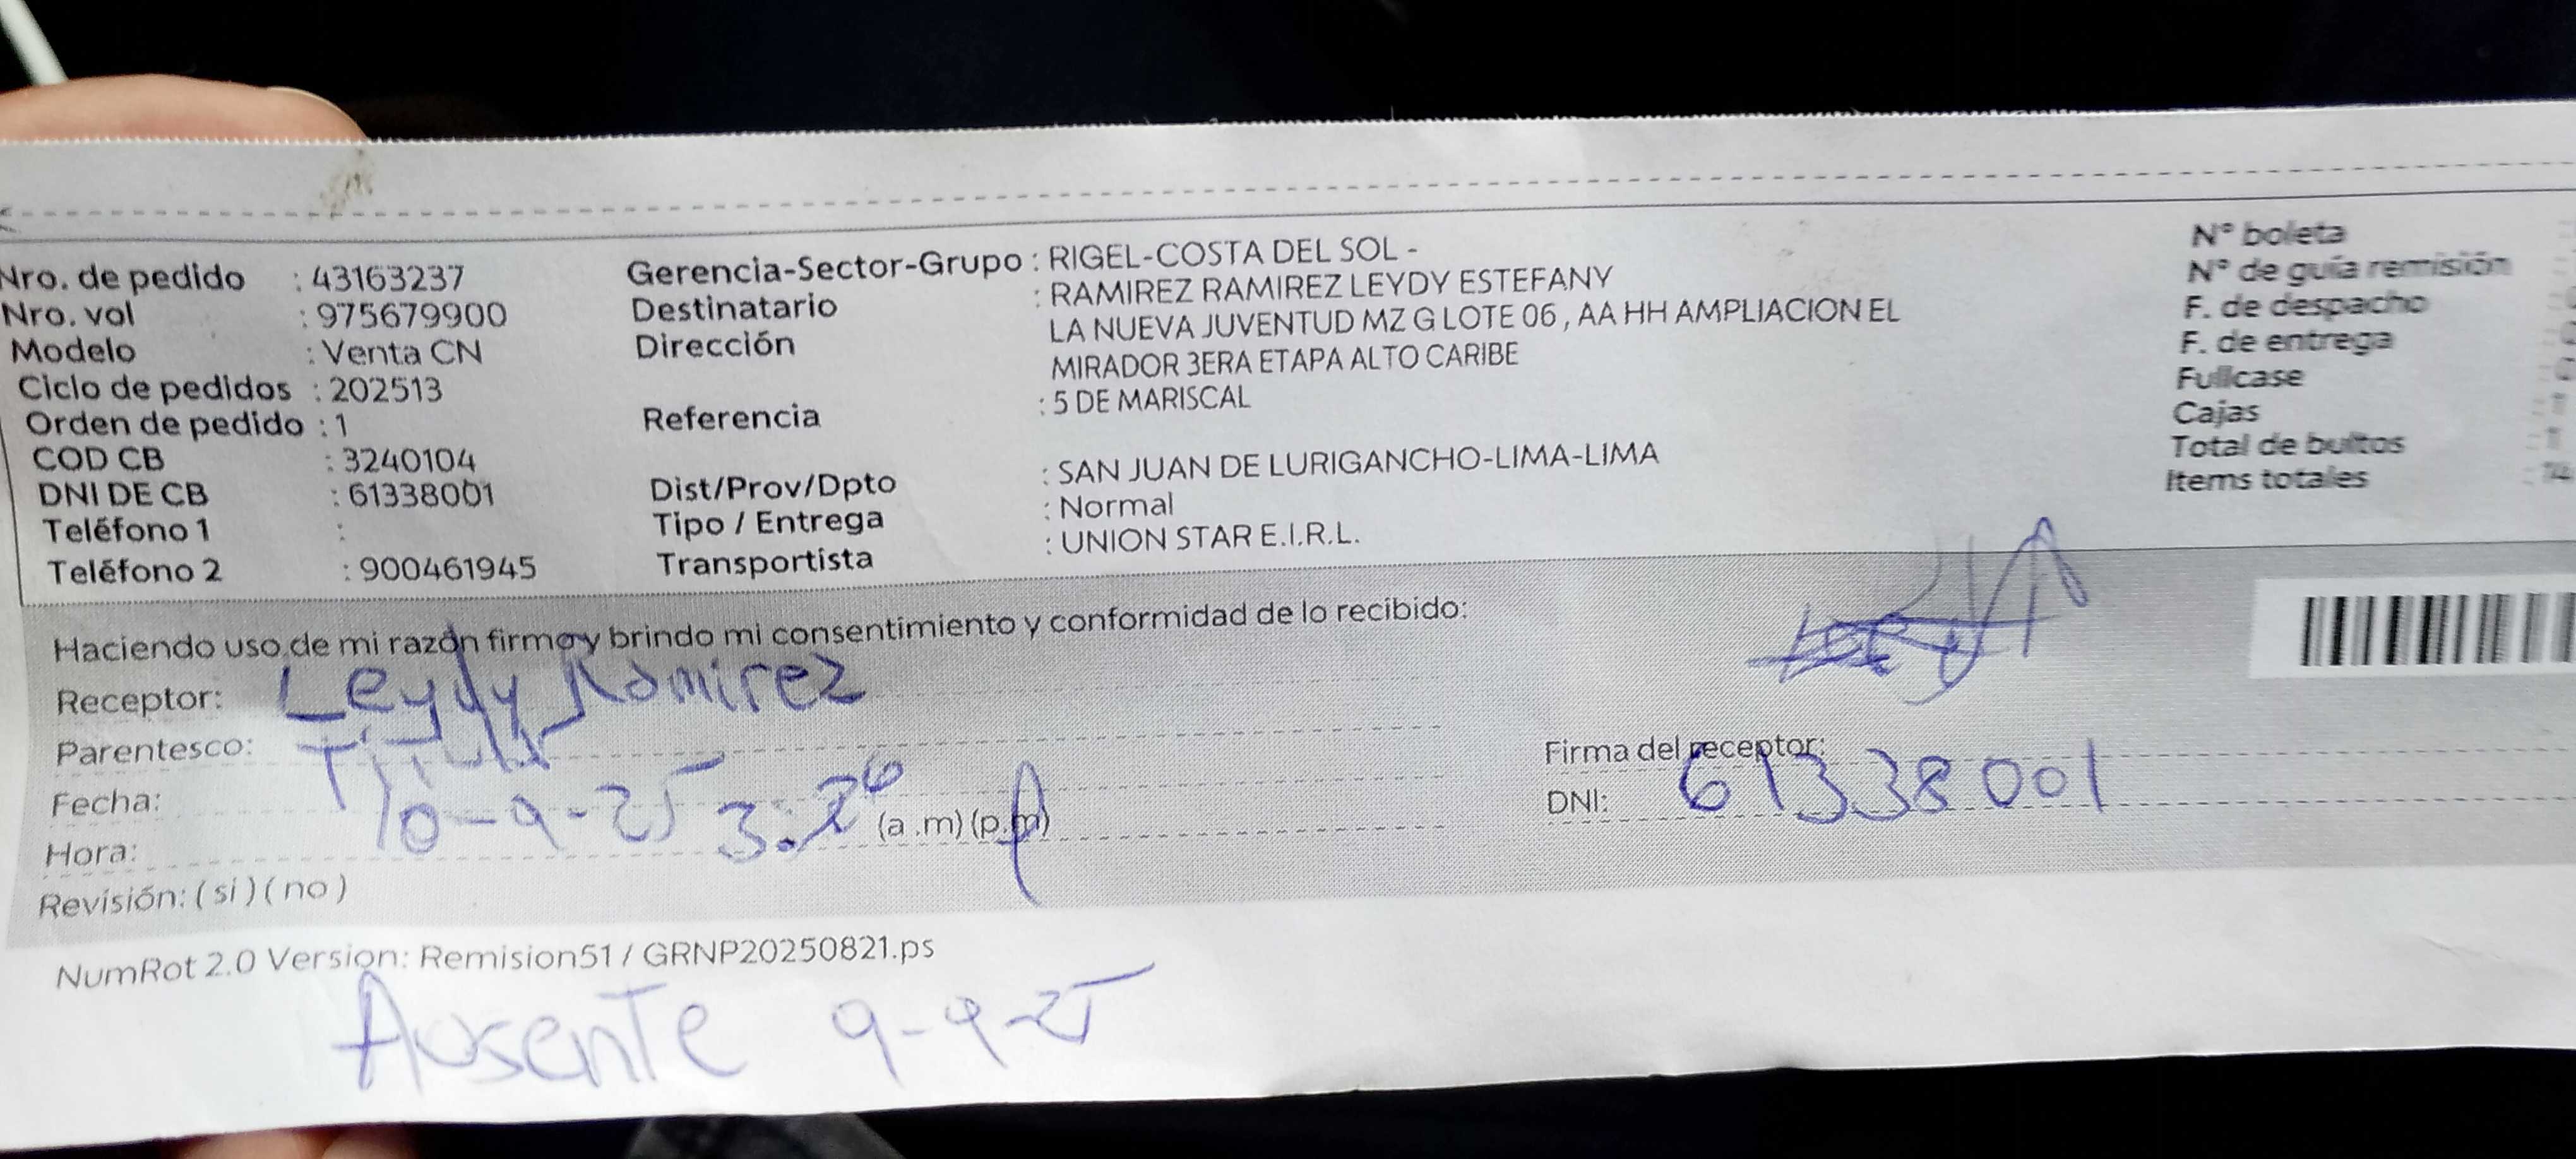 Nro. de pedido : 43163237
Nro. vol : 975679900
Modelo : Venta CN
Ciclo de pedidos : 202513
Orden de pedido : 1
COD CB : 3240104
DNI DE CB : 61338001
Teléfono 1 :
Teléfono 2 : 900461945
Gerencia-Sector-Grupo : RIGEL-COSTA DEL SOL -
Destinatario : RAMIREZ RAMIREZ LEYDY ESTEFANY
Dirección LA NUEVA JUVENTUD MZ G LOTE 06 , AA HH AMPLIACION EL
MIRADOR 3ERA ETAPA ALTO CARIBE
Referencia : 5 DE MARISCAL
Dist/Prov/Dpto : SAN JUAN DE LURIGANCHO-LIMA-LIMA
Tipo / Entrega : Normal
Transportista : UNION STAR E.I.R.L.
N° boleta
N° de guía remisión
F. de despacho
F. de entrega
Fullcase
Cajas
Total de bultos
Items totales
Haciendo uso de mi razón firmo y brindo mi consentimiento y conformidad de lo recibido:
Receptor: Leydy Ramirez
Parentesco: Titular
Fecha: 10-9-25
Hora: 3:26 (a .m) (p.m)
Revisión: ( si ) ( no )
Firma del receptor:
DNI: 61338001
NumRot 2.0 Version: Remision51 / GRNP20250821.ps
Ausente 9-9-25